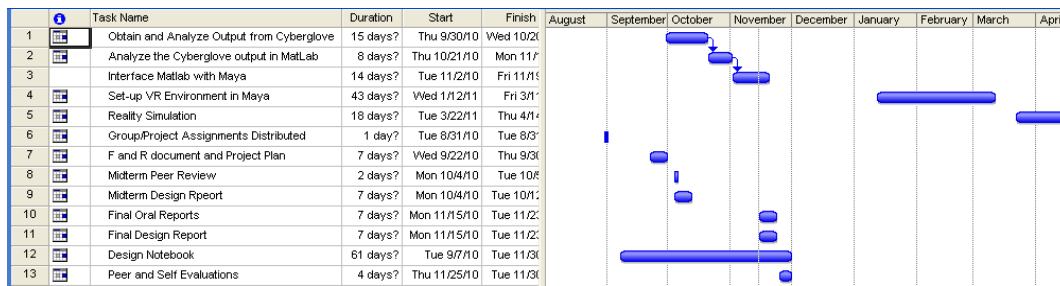 Task Name Duration Start Finish August September October November December January February March Apri
1 Obtain and Analyze Output from Cyberglove 15 days? Thu 9/30/10 Wed 10/20
2 Analyze the Cyberglove output in MatLab 8 days? Thu 10/21/10 Mon 11/
3 Interface Matlab with Maya 14 days? Tue 11/2/10 Fri 11/19
4 Set-up VR Environment in Maya 43 days? Wed 1/12/11 Fri 3/1
5 Reality Simulation 18 days? Tue 3/22/11 Thu 4/14
6 Group/Project Assignments Distributed 1 day? Tue 8/31/10 Tue 8/3
7 F and R document and Project Plan 7 days? Wed 9/22/10 Thu 9/30
8 Midterm Peer Review 2 days? Mon 10/4/10 Tue 10/5
9 Midterm Design Rpeort 7 days? Mon 10/4/10 Tue 10/12
10 Final Oral Reports 7 days? Mon 11/15/10 Tue 11/23
11 Final Design Report 7 days? Mon 11/15/10 Tue 11/23
12 Design Notebook 61 days? Tue 9/7/10 Tue 11/30
13 Peer and Self Evaluations 4 days? Thu 11/25/10 Tue 11/30